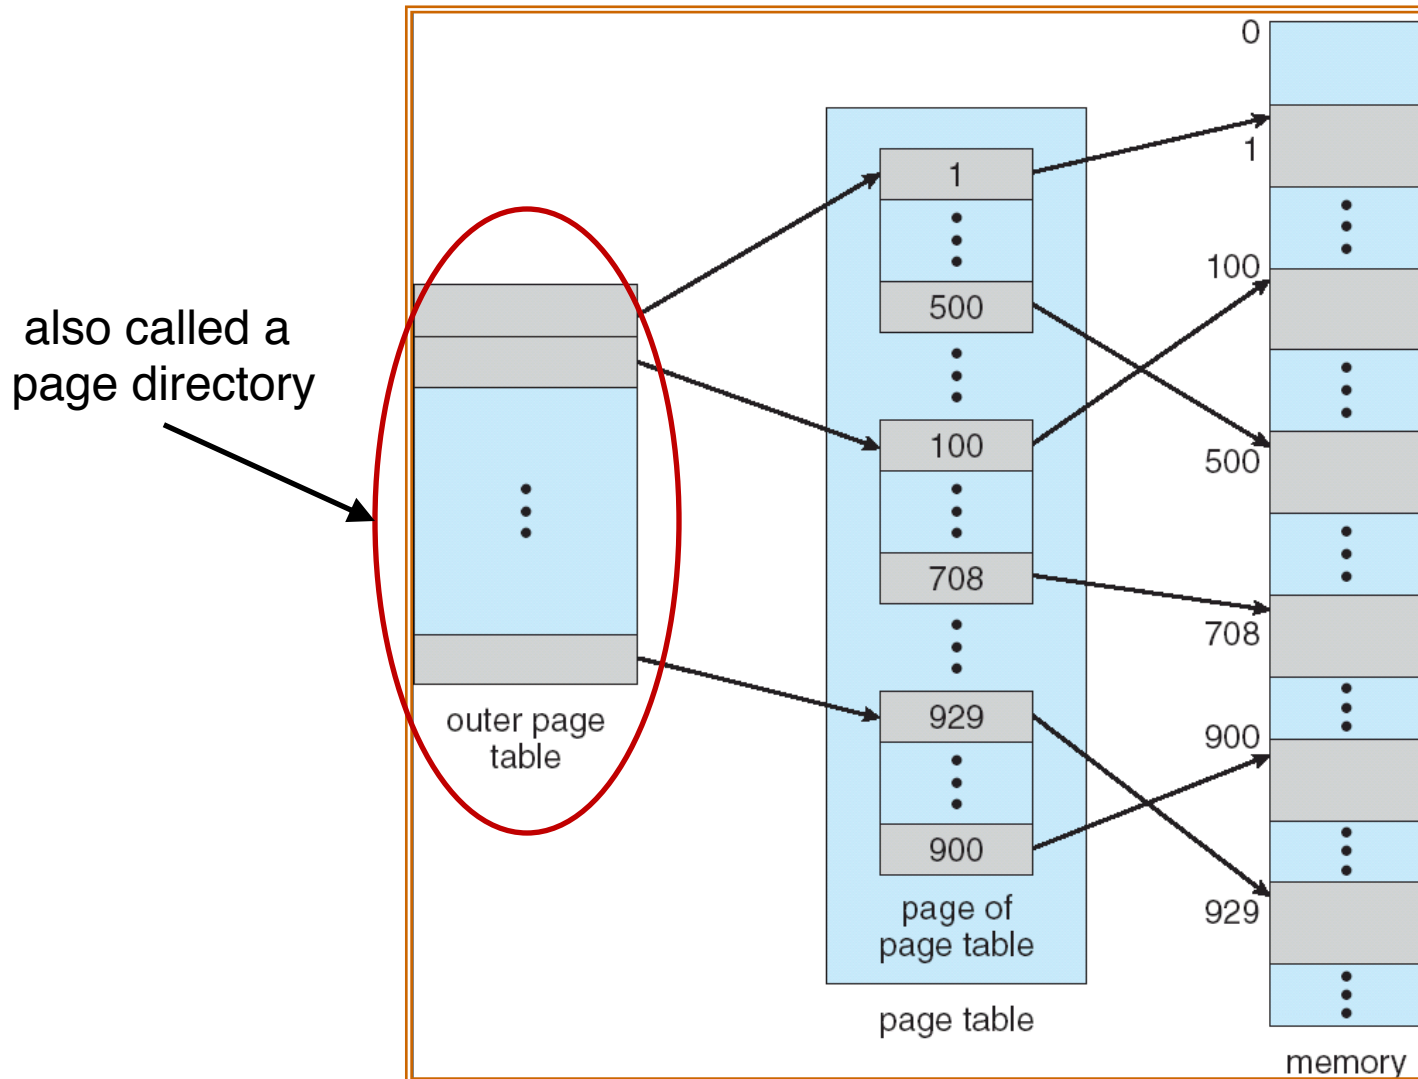 also called a
page directory
outer page
table
1
500
100
708
929
900
page of
page table
page table
0
1
100
500
708
900
929
memory